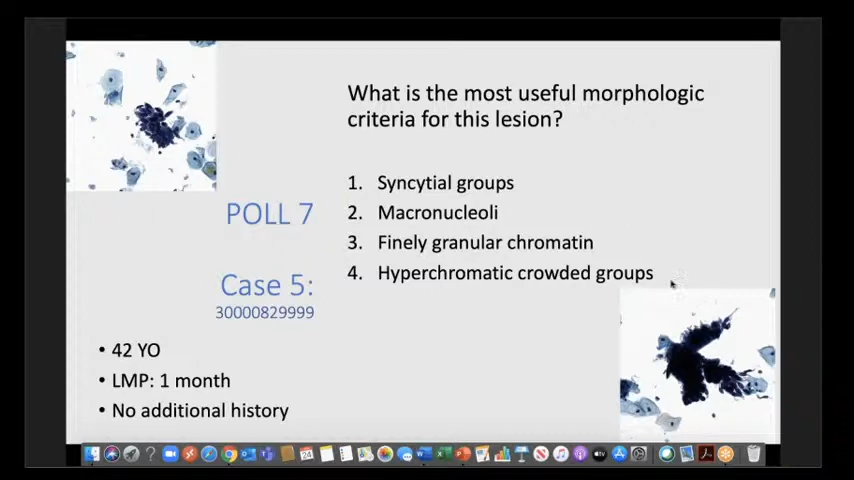 What is the most useful morphologic
criteria for this lesion?
1. Syncytial groups
2. Macronucleoli
3. Finely granular chromatin
4. Hyperchromatic crowded groups
POLL 7
Case 5:
30000829999
• 42 YO
• LMP: 1 month
• No additional history